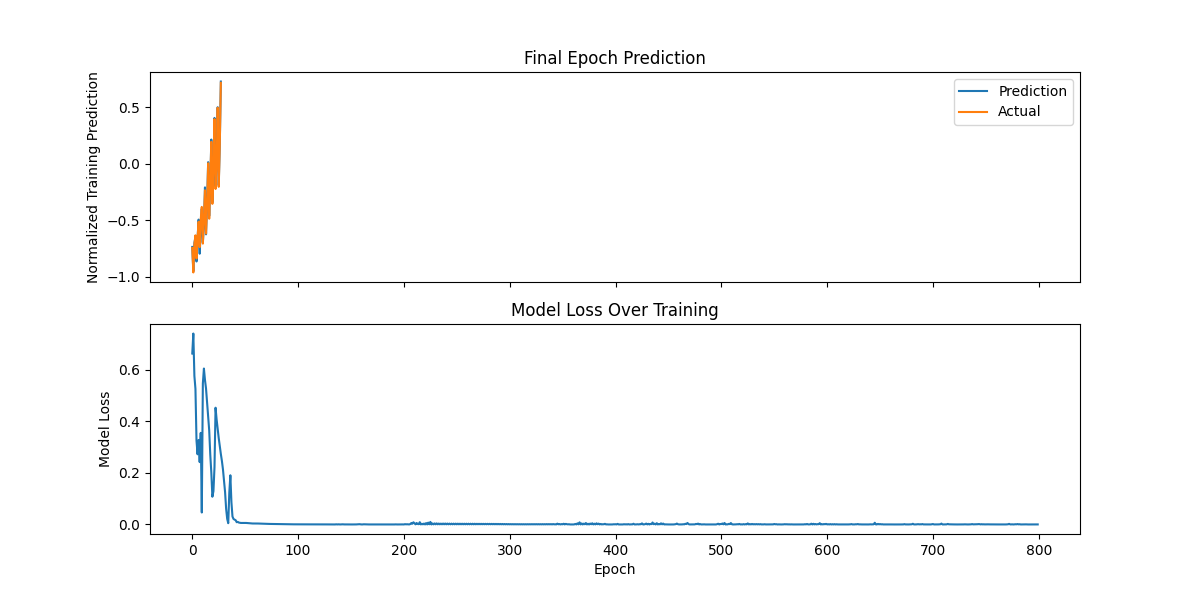 Final Epoch Prediction
Normalized Training Prediction
0.5
0.0
−0.5
−1.0
Prediction
Actual
Model Loss Over Training
Model Loss
0.6
0.4
0.2
0.0
0 100 200 300 400 500 600 700 800
Epoch